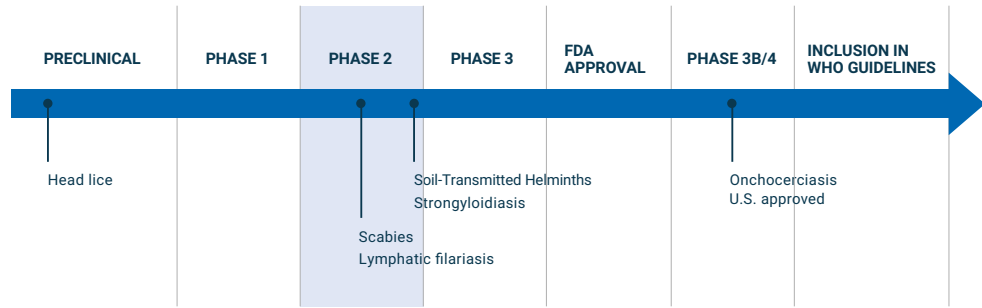 PRECLINICAL
PHASE 1
PHASE 2
PHASE 3
FDA
APPROVAL
PHASE 3B/4
INCLUSION IN
WHO GUIDELINES
Head lice
Scabies
Lymphatic filariasis
Soil-Transmitted Helminths
Strongyloidiasis
Onchocerciasis
U.S. approved